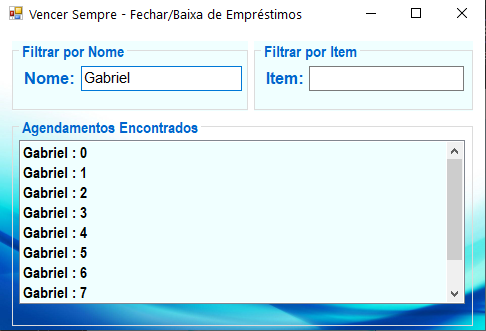 Vencer Sempre - Fechar/Baixa de Empréstimos
Filtrar por Nome
Nome: Gabriel
Filtrar por Item
Item:
Agendamentos Encontrados
Gabriel : 0
Gabriel : 1
Gabriel : 2
Gabriel : 3
Gabriel : 4
Gabriel : 5
Gabriel : 6
Gabriel : 7